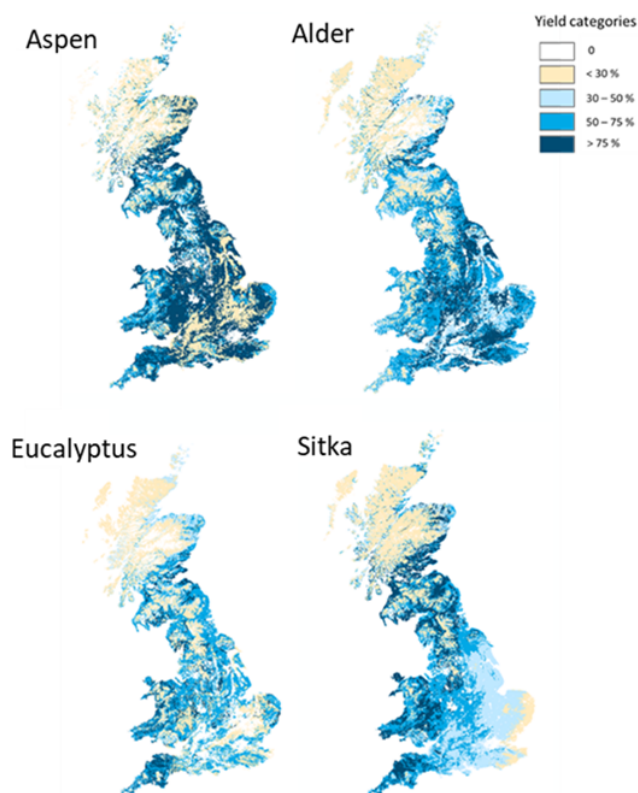 Aspen
Alder
Yield categories
0
< 30 %
30 – 50 %
50 – 75 %
> 75 %
Eucalyptus
Sitka